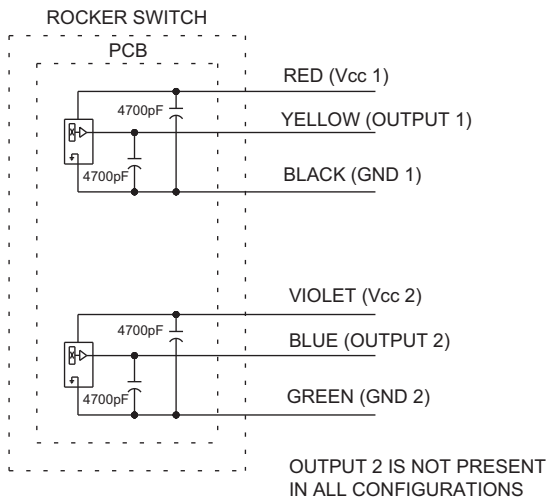 ROCKER SWITCH
PCB
RED (Vcc 1)
4700pF
YELLOW (OUTPUT 1)
4700pF
BLACK (GND 1)
VIOLET (Vcc 2)
4700pF
BLUE (OUTPUT 2)
4700pF
GREEN (GND 2)
OUTPUT 2 IS NOT PRESENT
IN ALL CONFIGURATIONS